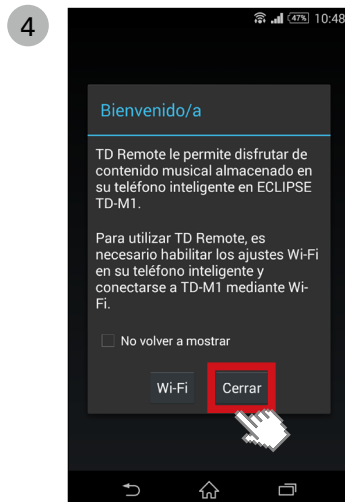 4
47% 10:48
Bienvenido/a
TD Remote le permite disfrutar de
contenido musical almacenado en
su teléfono inteligente en ECLIPSE
TD-M1.
Para utilizar TD Remote, es
necesario habilitar los ajustes Wi-Fi
en su teléfono inteligente y
conectarse a TD-M1 mediante Wi-
Fi.
No volver a mostrar
Wi-Fi Cerrar